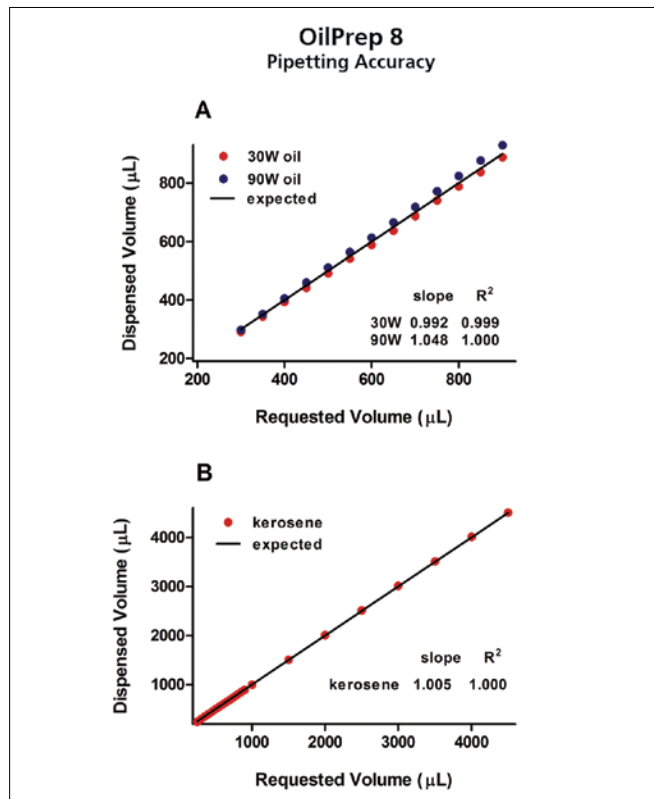 OilPrep 8
Pipetting Accuracy
A
Dispensed Volume (μL)
800
600
400
200
30W oil
90W oil
expected
slope R²
30W 0.992 0.999
90W 1.048 1.000
200 400 600 800
Requested Volume (μL)
B
Dispensed Volume (μL)
4000
3000
2000
1000
kerosene
expected
slope R²
kerosene 1.005 1.000
1000 2000 3000 4000
Requested Volume (μL)